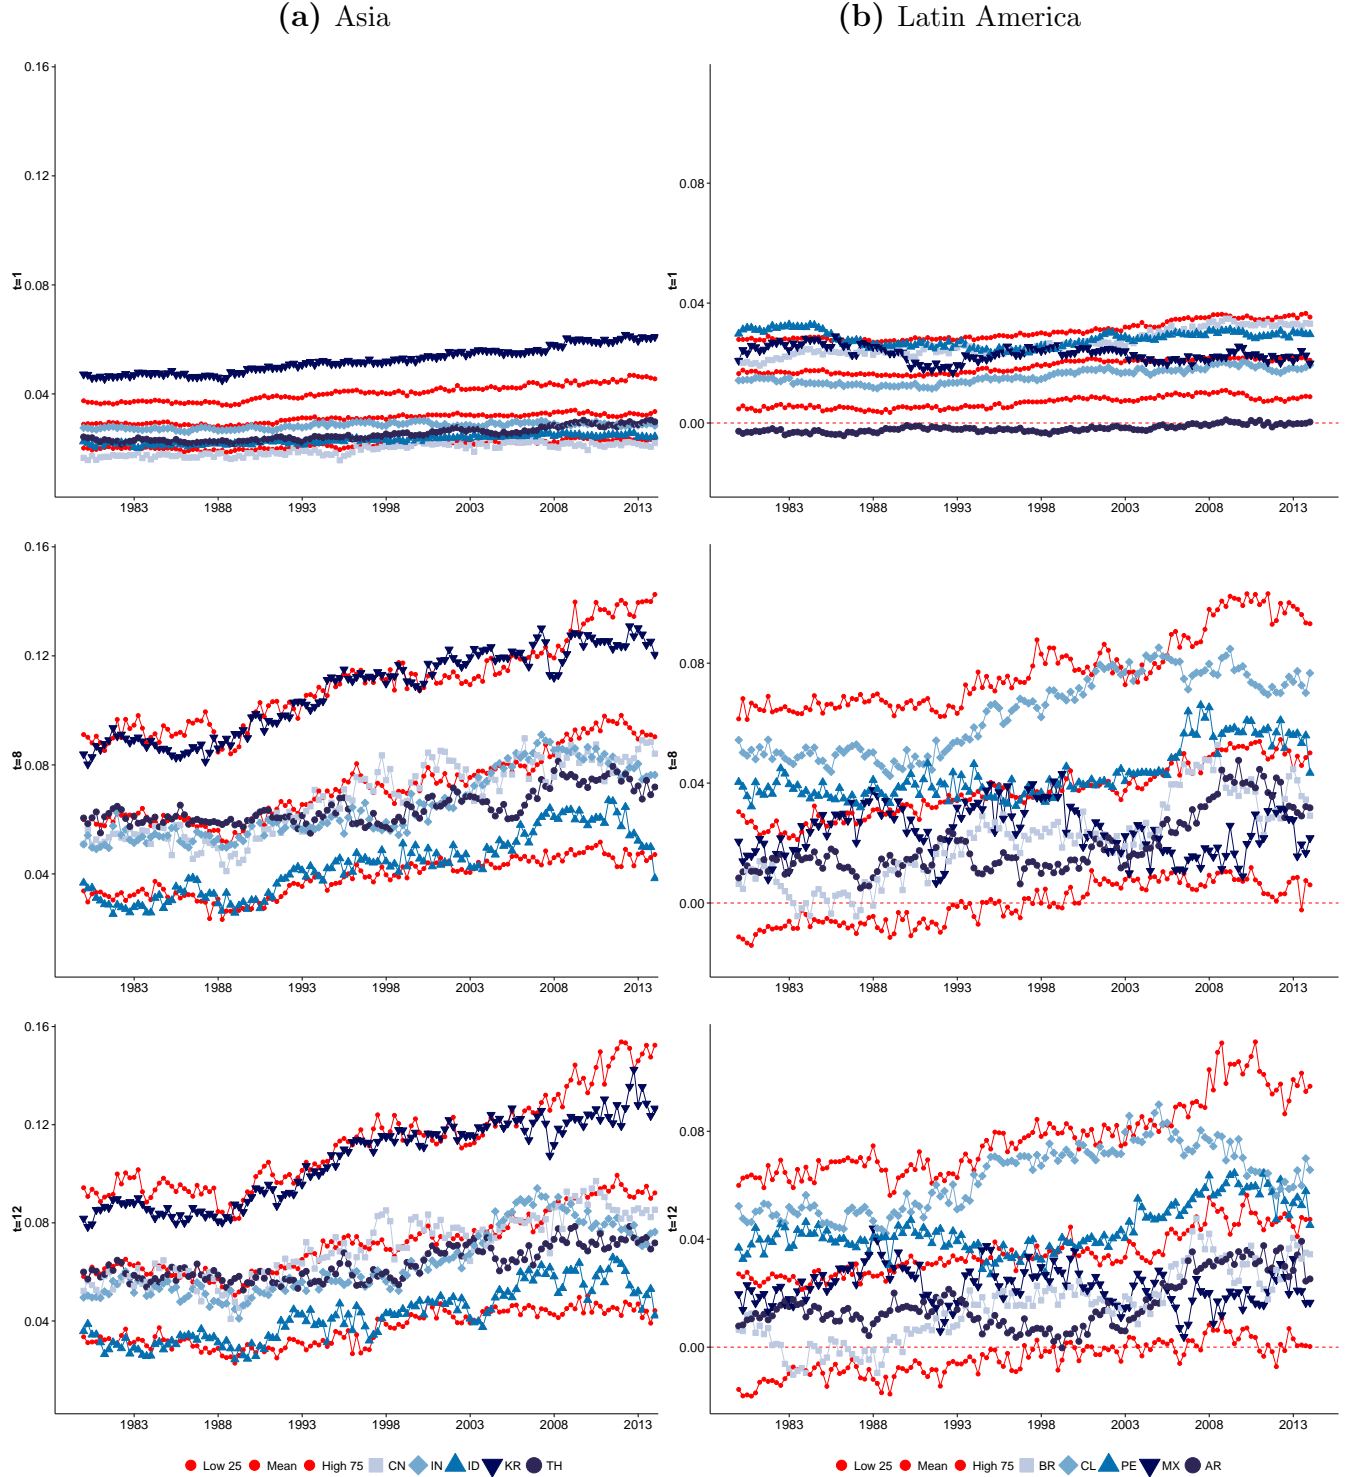 (a) Asia
(b) Latin America
0.16
0.12
0.08
0.04
t=1
1983 1988 1993 1998 2003 2008 2013
0.08
0.04
0.00
t=1
1983 1988 1993 1998 2003 2008 2013
0.16
0.12
0.08
0.04
t=8
1983 1988 1993 1998 2003 2008 2013
0.08
0.04
0.00
t=8
1983 1988 1993 1998 2003 2008 2013
0.16
0.12
0.08
0.04
t=12
1983 1988 1993 1998 2003 2008 2013
0.08
0.04
0.00
t=12
1983 1988 1993 1998 2003 2008 2013
Low 25 Mean High 75 CN IN ID KR TH
Low 25 Mean High 75 BR CL PE MX AR